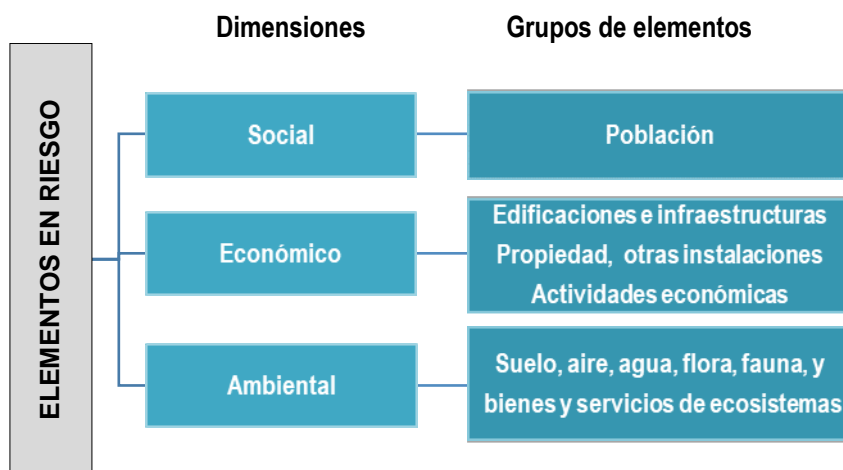 Dimensiones
Grupos de elementos
ELEMENTOS EN RIESGO
Social
Población
Económico
Edificaciones e infraestructuras
Propiedad, otras instalaciones
Actividades económicas
Ambiental
Suelo, aire, agua, flora, fauna, y
bienes y servicios de ecosistemas